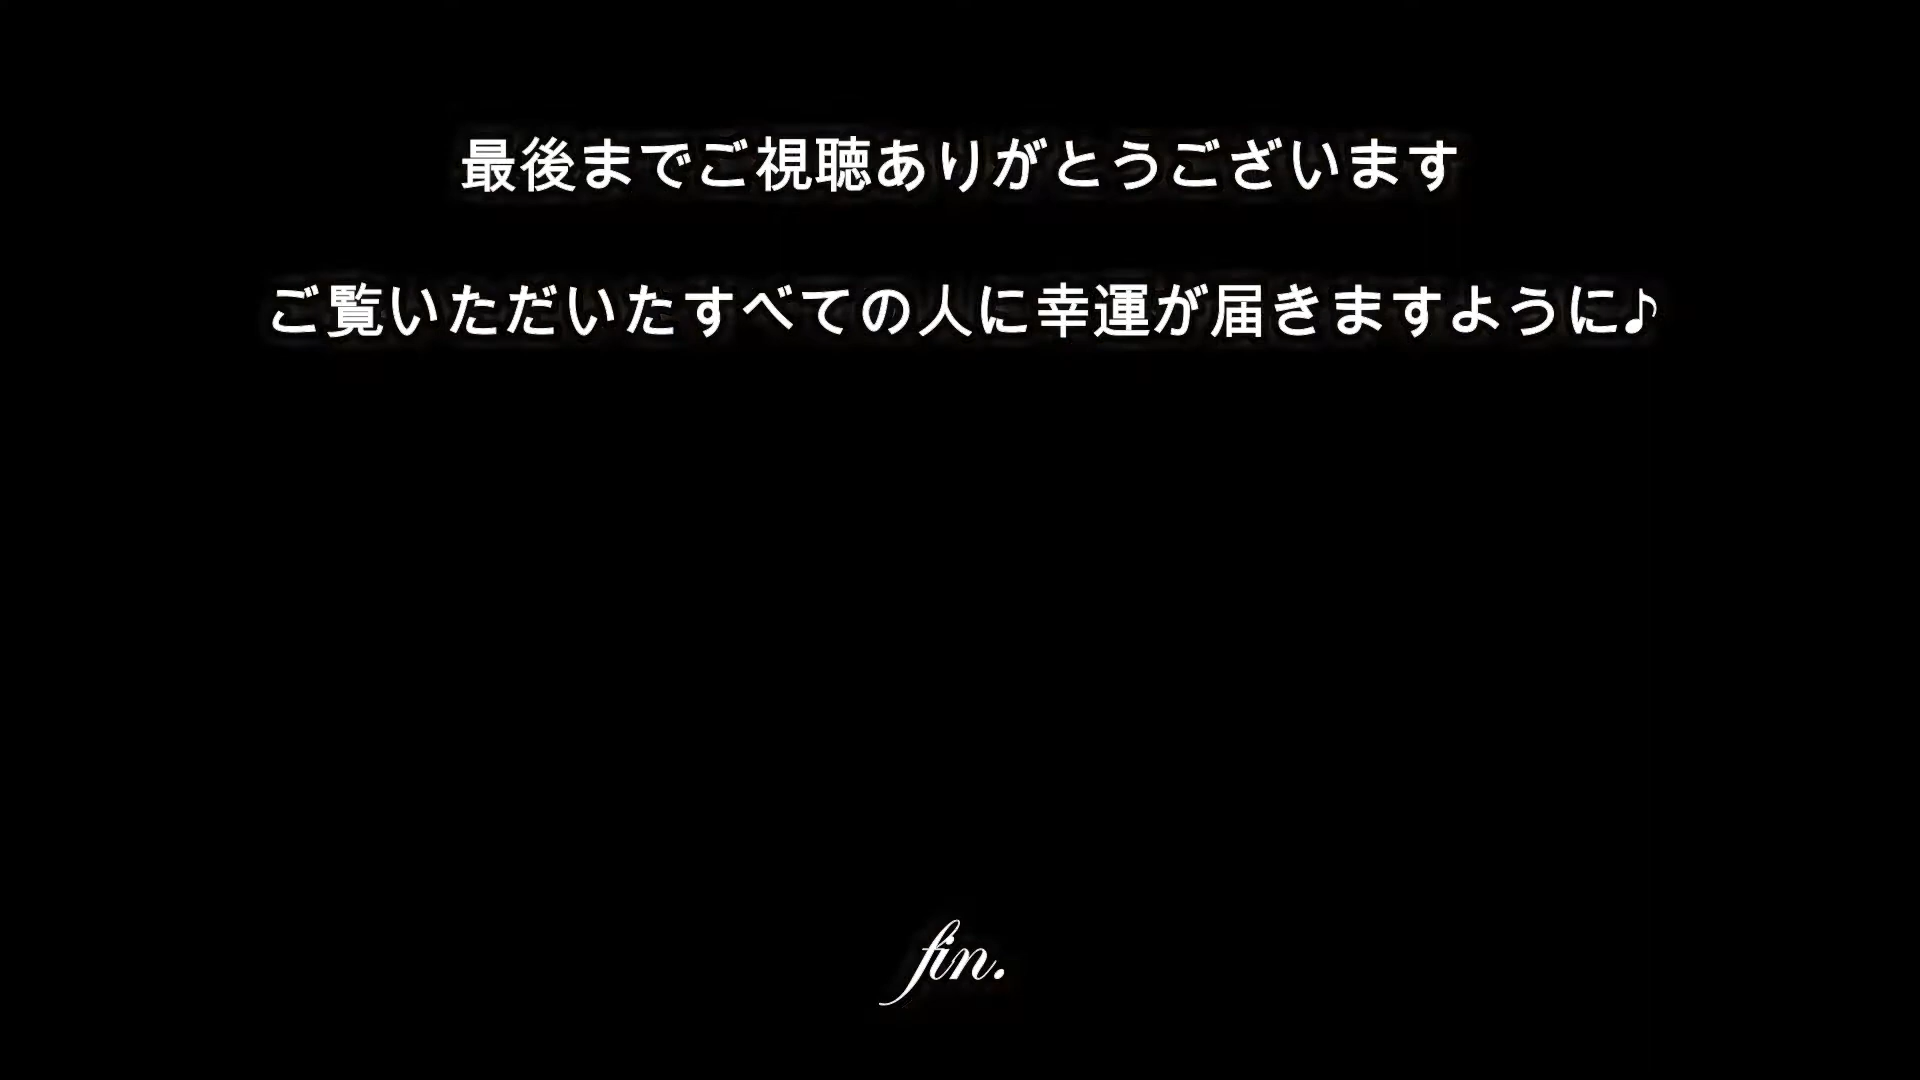 最後までご視聴ありがとうございます
ご覧いただいたすべての人に幸運が届きますように♪
fin.